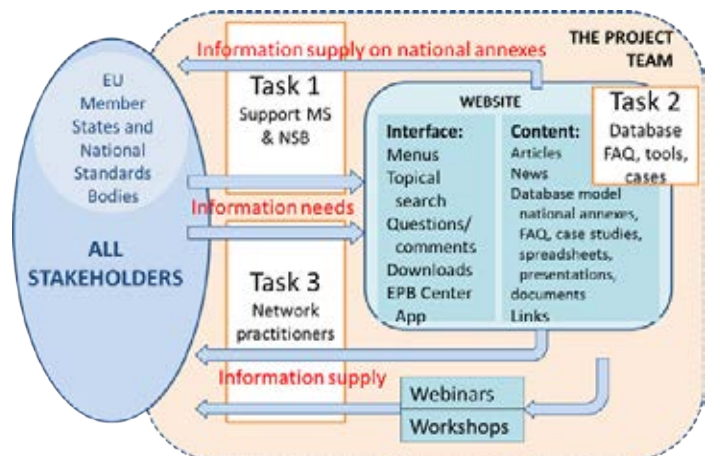 Information supply on national annexes
THE PROJECT
TEAM
EU
Member
States and
National
Standards
Bodies
ALL
STAKEHOLDERS
Task 1
Support MS
& NSB
Information needs
Task 3
Network
practitioners
Information supply
WEBSITE
Interface:
Menus
Topical
search
Questions/
comments
Downloads
EPB Center
App
Content:
Articles
News
Database model
national annexes,
FAQ, case studies,
spreadsheets,
presentations,
documents
Links
Task 2
Database
FAQ, tools,
cases
Webinars
Workshops